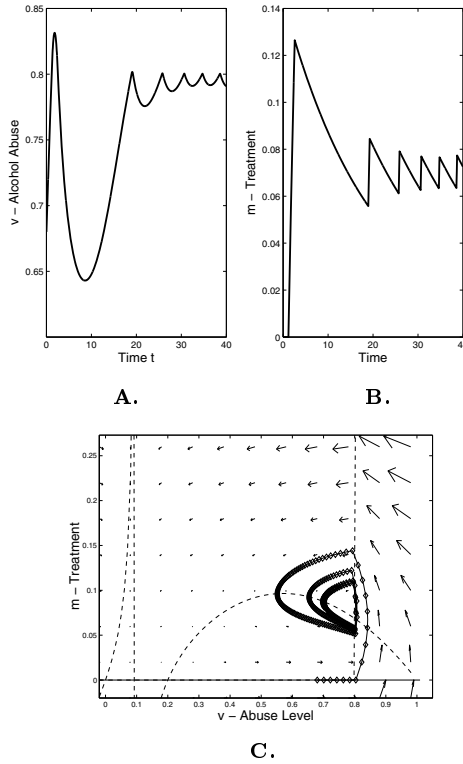 0.85
0.8
0.75
0.7
0.65
0 10 20 30 40
Time t
v – Alcohol Abuse
0.14
0.12
0.1
0.08
0.06
0.04
0.02
0
0 10 20 30 40
Time
m – Treatment
A.
B.
0.25
0.2
0.15
0.1
0.05
0
0 0.1 0.2 0.3 0.4 0.5 0.6 0.7 0.8 0.9 1
v – Abuse Level
m – Treatment
C.